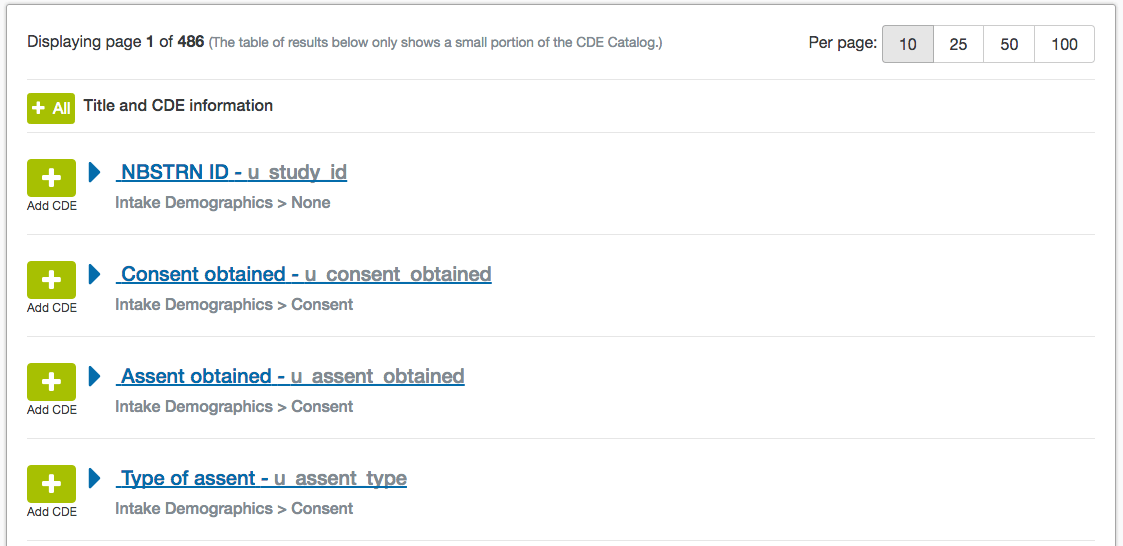 Displaying page 1 of 486 (The table of results below only shows a small portion of the CDE Catalog.) Per page: 10 25 50 100
+ All Title and CDE information
NBSTRN ID - u_study_id
Intake Demographics > None
Add CDE
Consent obtained - u_consent_obtained
Intake Demographics > Consent
Add CDE
Assent obtained - u_assent_obtained
Intake Demographics > Consent
Add CDE
Type of assent - u_assent_type
Intake Demographics > Consent
Add CDE